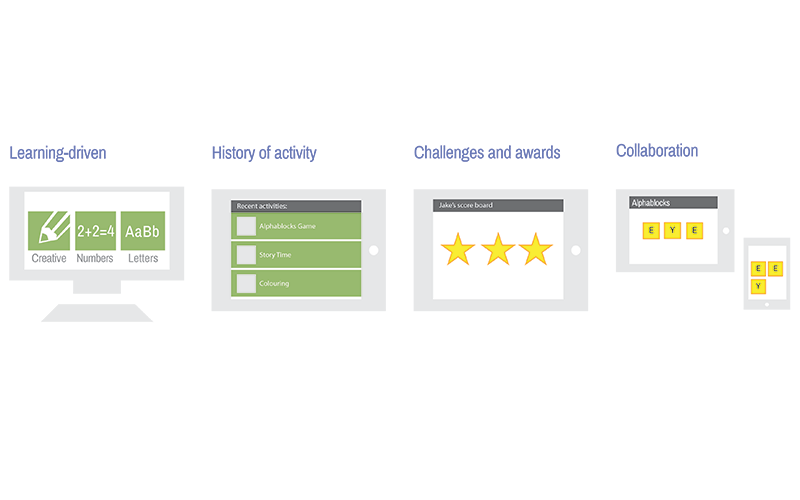 Learning-driven
2+2=4
AaBb
Creative
Numbers
Letters
History of activity
Recent activities:
Alphablocks Game
Story Time
Colouring
Challenges and awards
Jake's score board
Collaboration
Alphablocks
E Y E
E E
Y